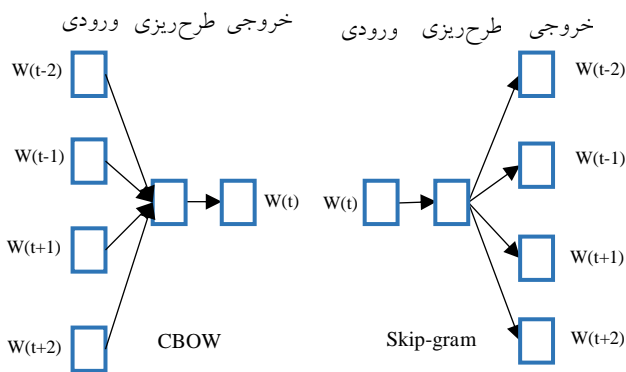 ورودی طرح‌ریزی خروجی
W(t-2)
W(t-1)
W(t+1)
W(t+2)
W(t)
CBOW
ورودی طرح‌ریزی خروجی
W(t)
W(t-2)
W(t-1)
W(t+1)
W(t+2)
Skip-gram